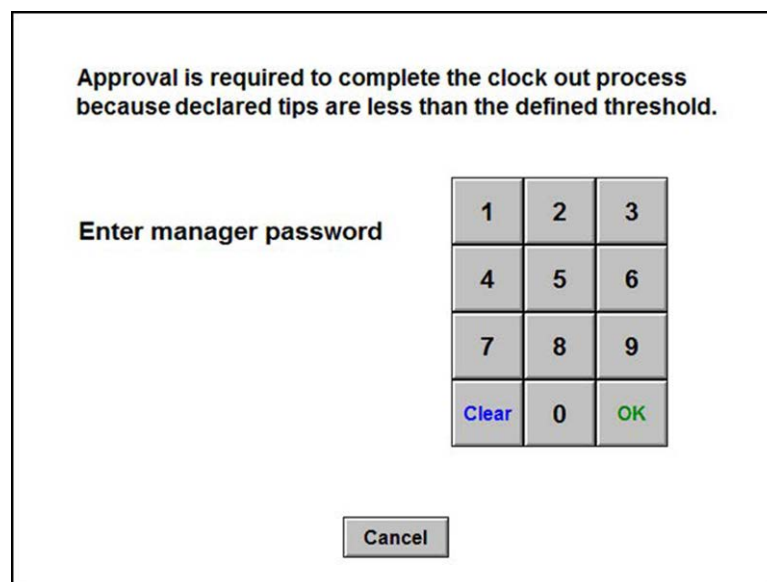 Approval is required to complete the clock out process
because declared tips are less than the defined threshold.
Enter manager password
1 2 3
4 5 6
7 8 9
Clear 0 OK
Cancel